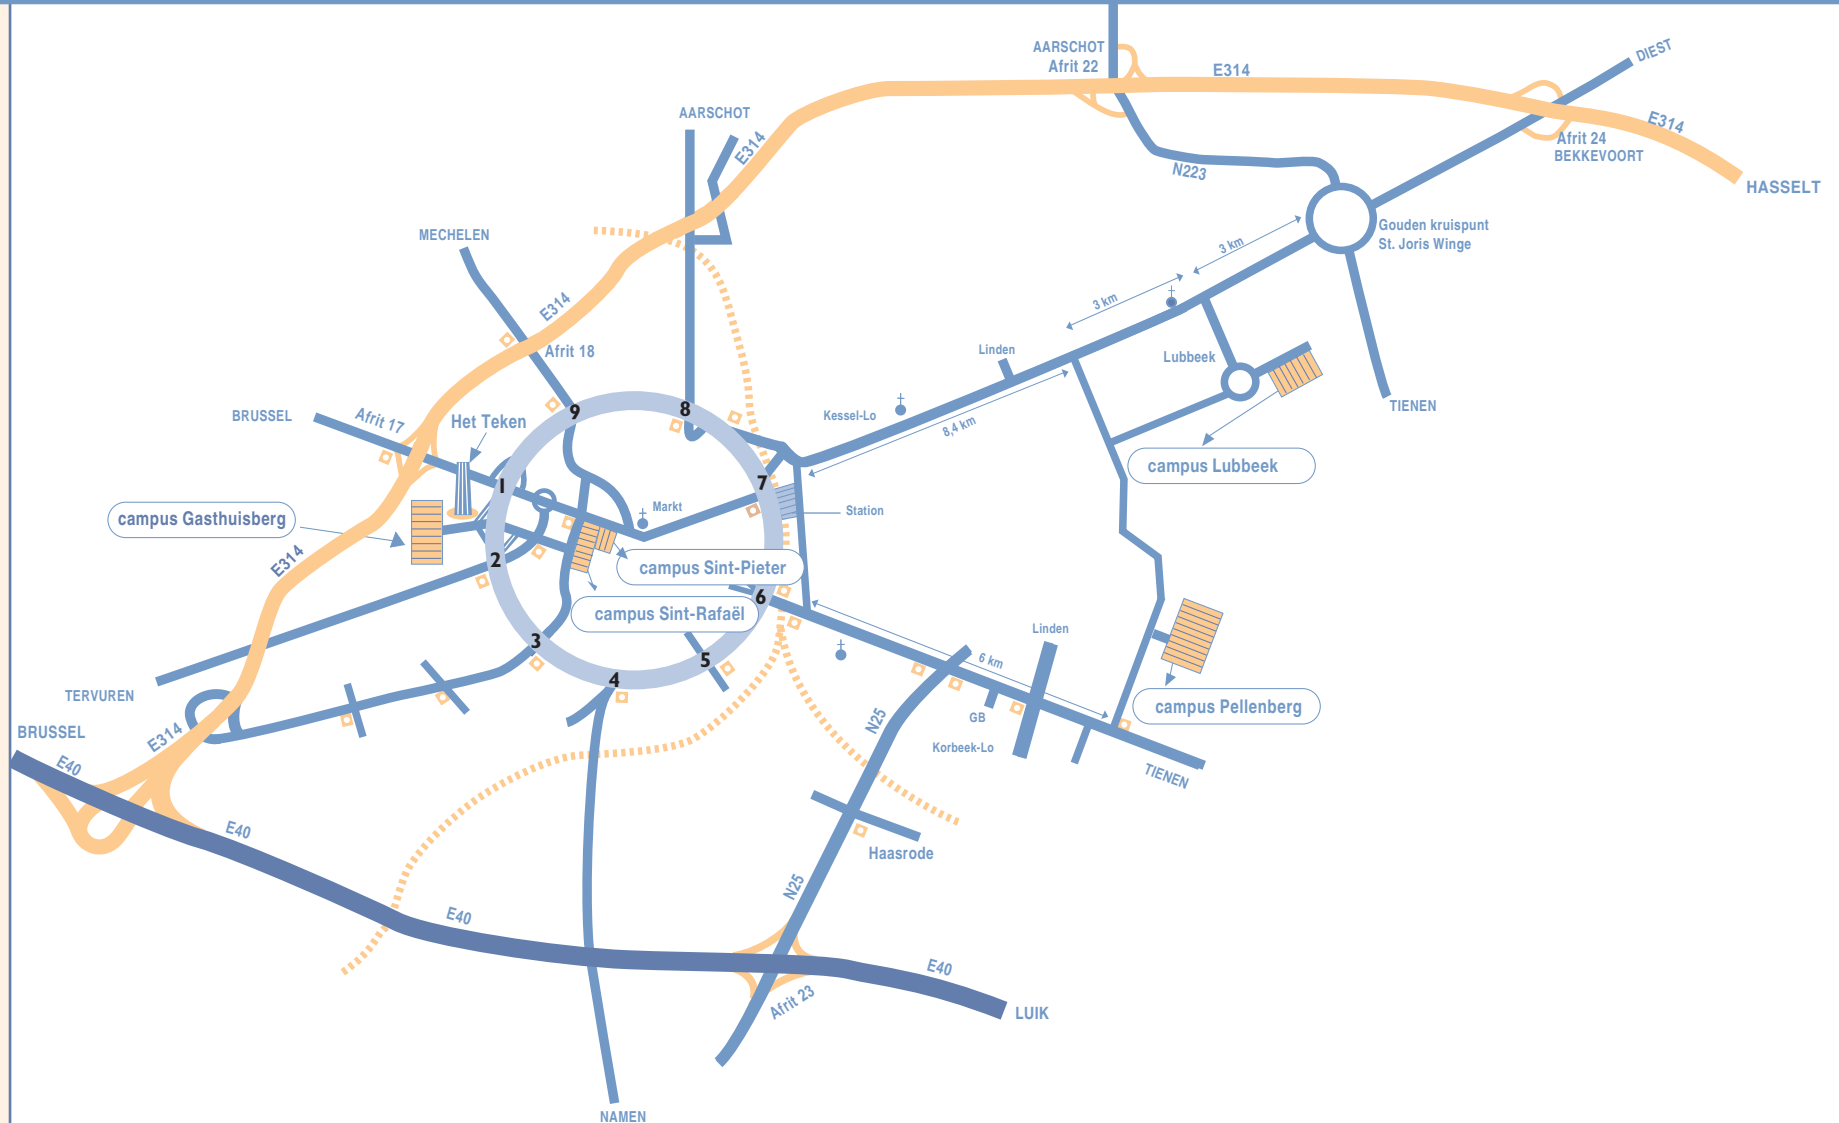 AARSCHOT
Afrit 22
E314
DIEST
E314
Afrit 24
BEKKEVOORT
HASSELT
AARSCHOT
E314
N223
Gouden kruispunt
St. Joris Winge
3 km
3 km
MECHELEN
E314
Afrit 18
Linden
Lubbeek
TIENEN
BRUSSEL
Afrit 17
Het Teken
9
8
Kessel-Lo
8,4 km
campus Lubbeek
1
7
Markt
Station
campus Gasthuisberg
E314
2
campus Sint-Pieter
6
campus Sint-Rafaël
3
5
4
Linden
6 km
TERVUREN
BRUSSEL
E314
E40
N25
GB
Korbeek-Lo
campus Pellenberg
TIENEN
E40
Haasrode
N25
E40
E40
Afrit 23
LUIK
NAMEN